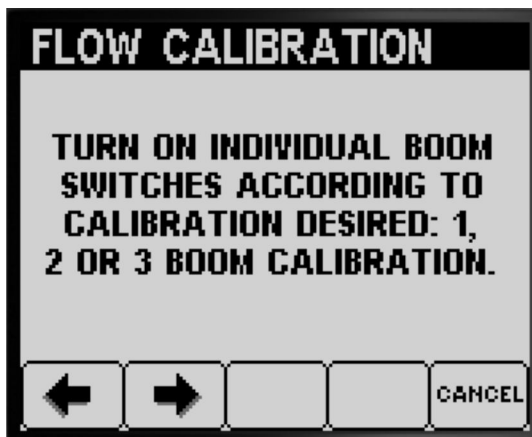 FLOW CALIBRATION
TURN ON INDIVIDUAL BOOM
SWITCHES ACCORDING TO
CALIBRATION DESIRED: 1,
2 OR 3 BOOM CALIBRATION.
CANCEL